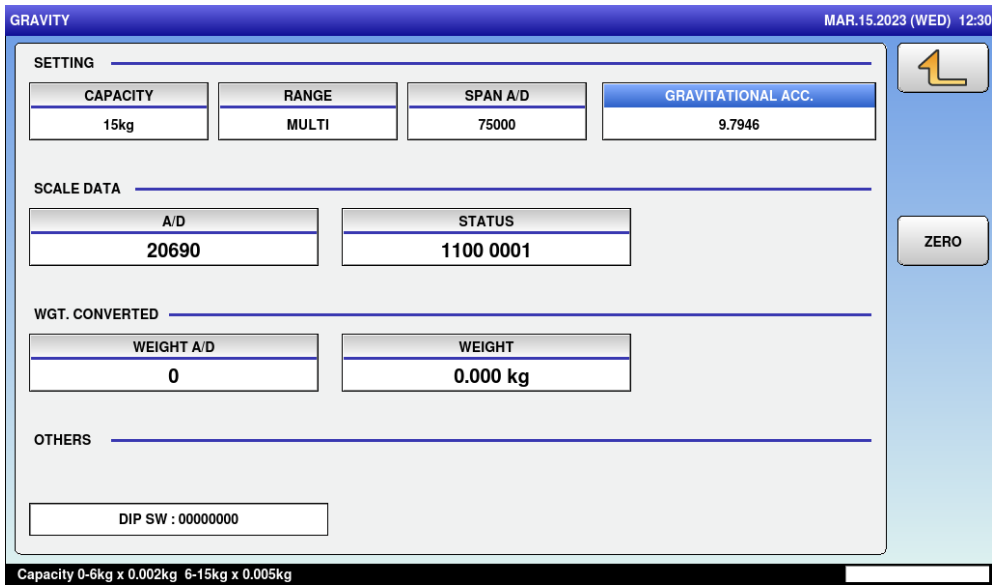 GRAVITY MAR.15.2023 (WED) 12:30
SETTING
CAPACITY RANGE SPAN A/D GRAVITATIONAL ACC.
15kg MULTI 75000 9.7946
SCALE DATA
A/D STATUS
20690 1100 0001
ZERO
WGT. CONVERTED
WEIGHT A/D WEIGHT
0 0.000 kg
OTHERS
DIP SW : 00000000
Capacity 0-6kg x 0.002kg 6-15kg x 0.005kg